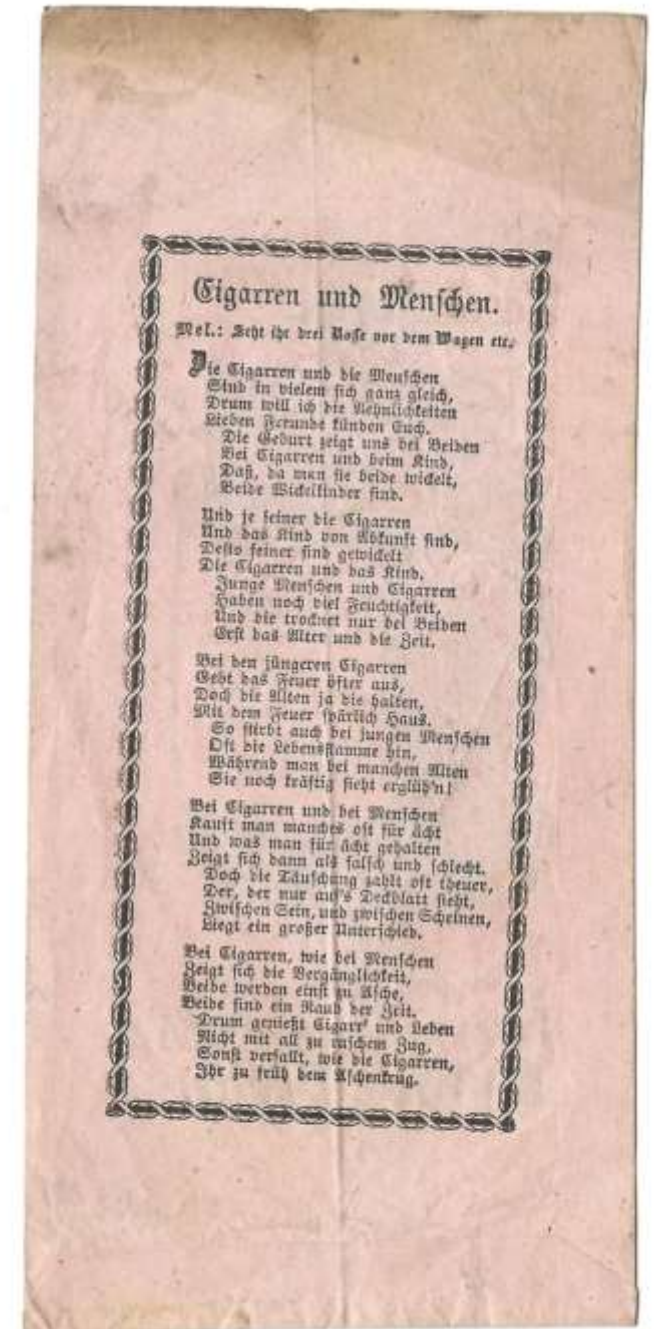 Cigarren und Menschen.
Mel.: Seht ihr drei Rosse vor dem Wagen etc.
Die Cigarren und die Menschen
Sind in vielem sich ganz gleich,
Drum will ich die Aehnlichkeiten
Lieben Freunde künden Euch.
Die Geburt zeigt uns bei Beiden
Bei Cigarren und beim Kind,
Daß, da man sie beide wickelt,
Beide Wickelkinder sind.
Und je feiner die Cigarren
Und das Kind von Abkunft sind,
Desto feiner sind gewickelt
Die Cigarren und das Kind.
Junge Menschen und Cigarren
Haben noch viel Feuchtigkeit,
Und die trocknet nur bei Beiden
Erst das Alter und die Zeit.
Bei den jüngeren Cigarren
Geht das Feuer öfter aus,
Doch die Alten ja die halten,
Mit dem Feuer spärlich Haus.
So stirbt auch bei jungen Menschen
Oft die Lebensflamme hin,
Während man bei manchen Alten
Sie noch kräftig sieht erglüh'n!
Bei Cigarren und bei Menschen
Kauft man manches oft für ächt
Und was man für ächt gehalten
Zeigt sich dann als falsch und schlecht.
Doch die Täuschung zahlt oft theuer,
Der, der nur auf's Deckblatt sieht,
Zwischen Sein, und zwischen Scheinen,
Liegt ein großer Unterschied.
Bei Cigarren, wie bei Menschen
Zeigt sich die Vergänglichkeit,
Beide werden einst zu Asche,
Beide sind ein Raub der Zeit.
Drum genießt Cigarr' und Leben
Nicht mit all zu raschem Zug,
Sonst verfallt, wie die Cigarren,
Ihr zu früh dem Aschenkrug.